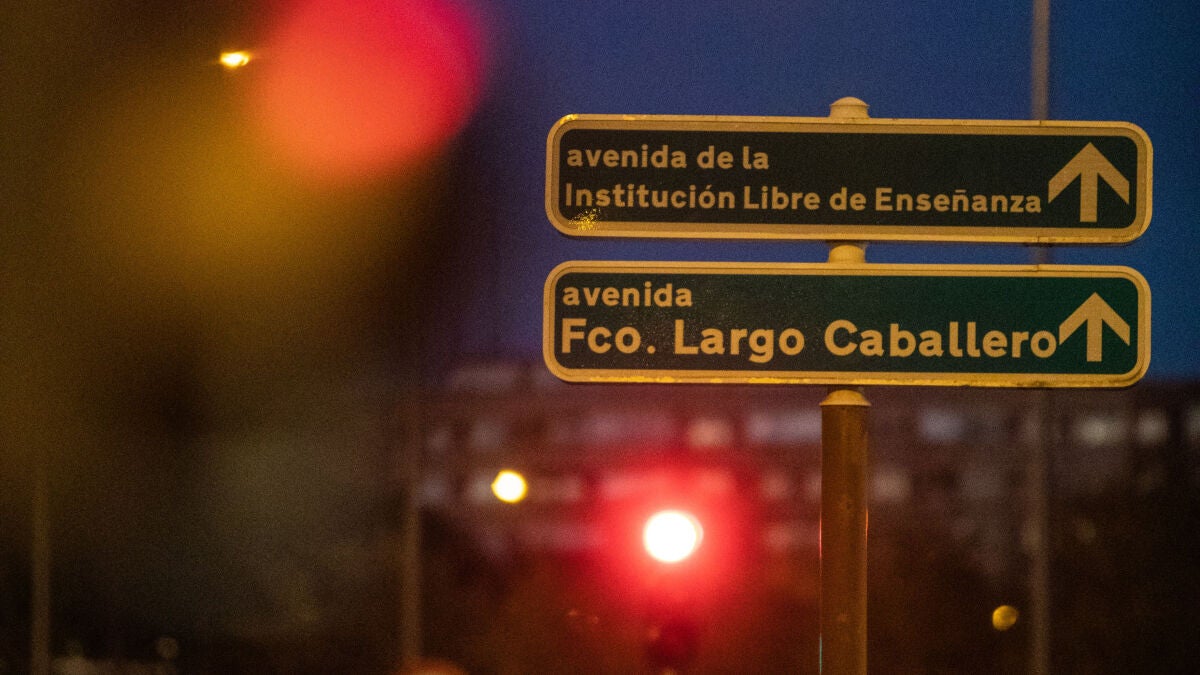 avenida de la
Institución Libre de Enseñanza
avenida
Fco. Largo Caballero